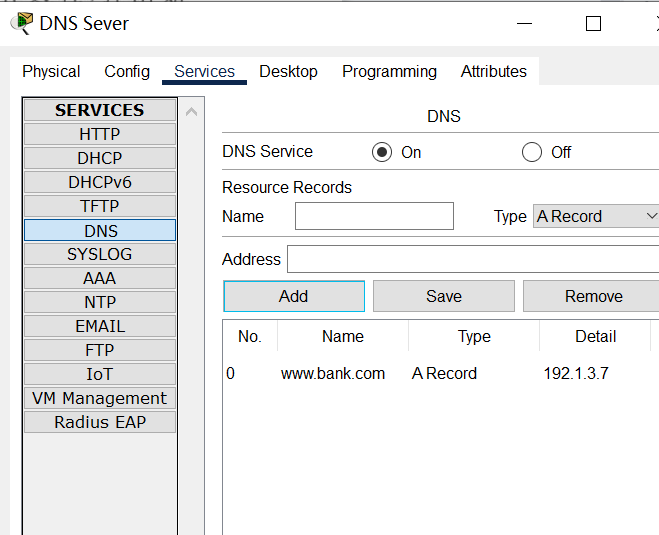 DNS Sever
Physical Config Services Desktop Programming Attributes
SERVICES
HTTP
DHCP
DHCPv6
TFTP
DNS
SYSLOG
AAA
NTP
EMAIL
FTP
IoT
VM Management
Radius EAP
DNS
DNS Service On Off
Resource Records
Name Type A Record
Address
Add Save Remove
No. Name Type Detail
0 www.bank.com A Record 192.1.3.7